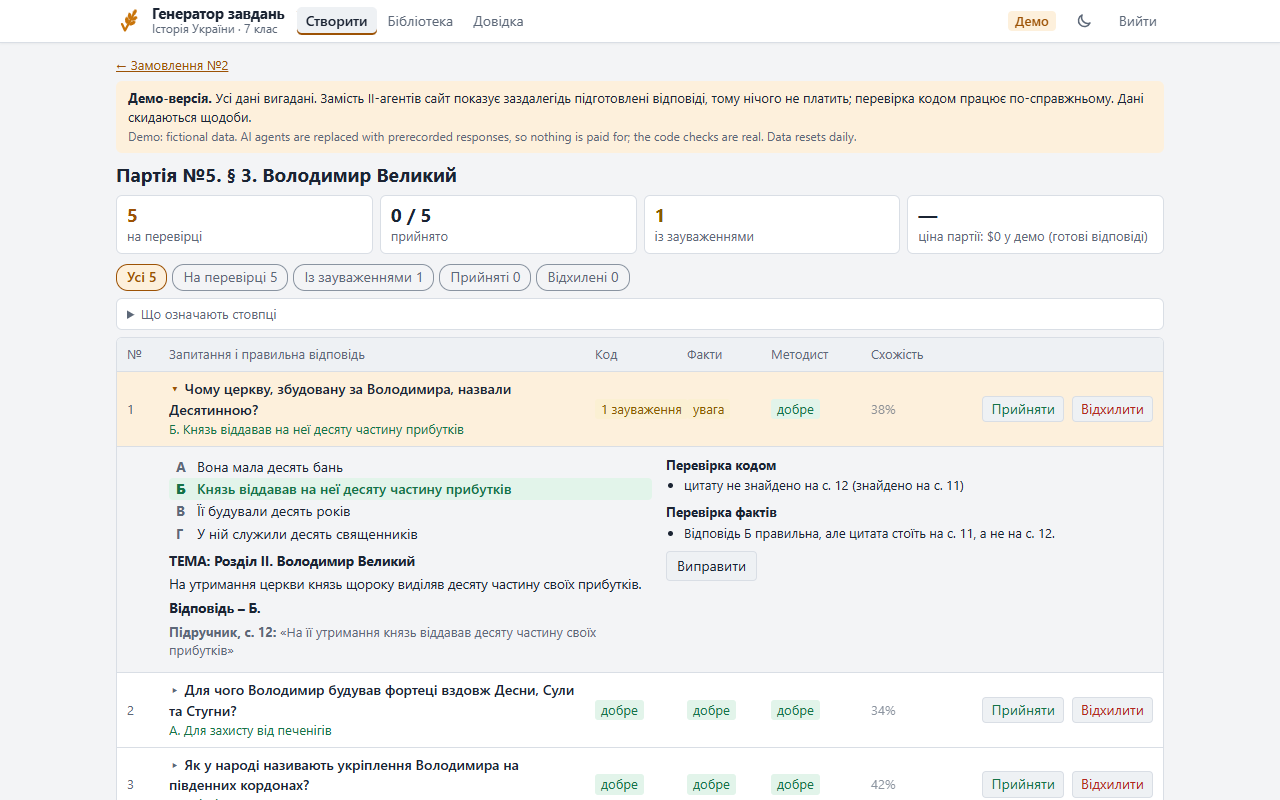 Генератор завдань
Історія України · 7 клас
Створити
Бібліотека
Довідка
Демо
Вийти
← Замовлення №2
Демо-версія. Усі дані вигадані. Замість ІІ-агентів сайт показує заздалегідь підготовлені відповіді, тому нічого не платить; перевірка кодом працює по-справжньому. Дані
скидаються щодоби.
Demo: fictional data. AI agents are replaced with prerecorded responses, so nothing is paid for; the code checks are real. Data resets daily.
Партія №5. § 3. Володимир Великий
5
на перевірці
0 / 5
прийнято
1
із зауваженнями
—
ціна партії: $0 у демо (готові відповіді)
Усі 5
На перевірці 5
Із зауваженнями 1
Прийняті 0
Відхилені 0
▶ Що означають стовпці
№
Запитання і правильна відповідь
Код
Факти
Методист
Схожість
1
▾ Чому церкву, збудовану за Володимира, назвали
Десятинною?
Б. Князь віддавав на неї десяту частину прибутків
1 зауваження
увага
добре
38%
Прийняти
Відхилити
А Вона мала десять бань
Б Князь віддавав на неї десяту частину прибутків
В Її будували десять років
Г У ній служили десять священників
ТЕМА: Розділ II. Володимир Великий
На утримання церкви князь щороку виділяв десяту частину своїх прибутків.
Відповідь – Б.
Підручник, с. 12: «На її утримання князь віддавав десяту частину своїх
прибутків»
Перевірка кодом
• цитату не знайдено на с. 12 (знайдено на с. 11)
Перевірка фактів
• Відповідь Б правильна, але цитата стоїть на с. 11, а не на с. 12.
Виправити
2
▸ Для чого Володимир будував фортеці вздовж Десни, Сули
та Стугни?
А. Для захисту від печенігів
добре
добре
добре
34%
Прийняти
Відхилити
3
▸ Як у народі називають укріплення Володимира на
південних кордонах?
добре
добре
добре
42%
Прийняти
Відхилити